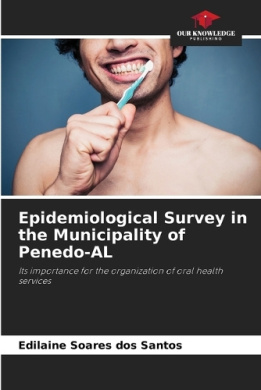 OUR KNOWLEDGE
PUBLISHING
Epidemiological Survey in
the Municipality of
Penedo-AL
Its importance for the organization of oral health
services
Edilaine Soares dos Santos